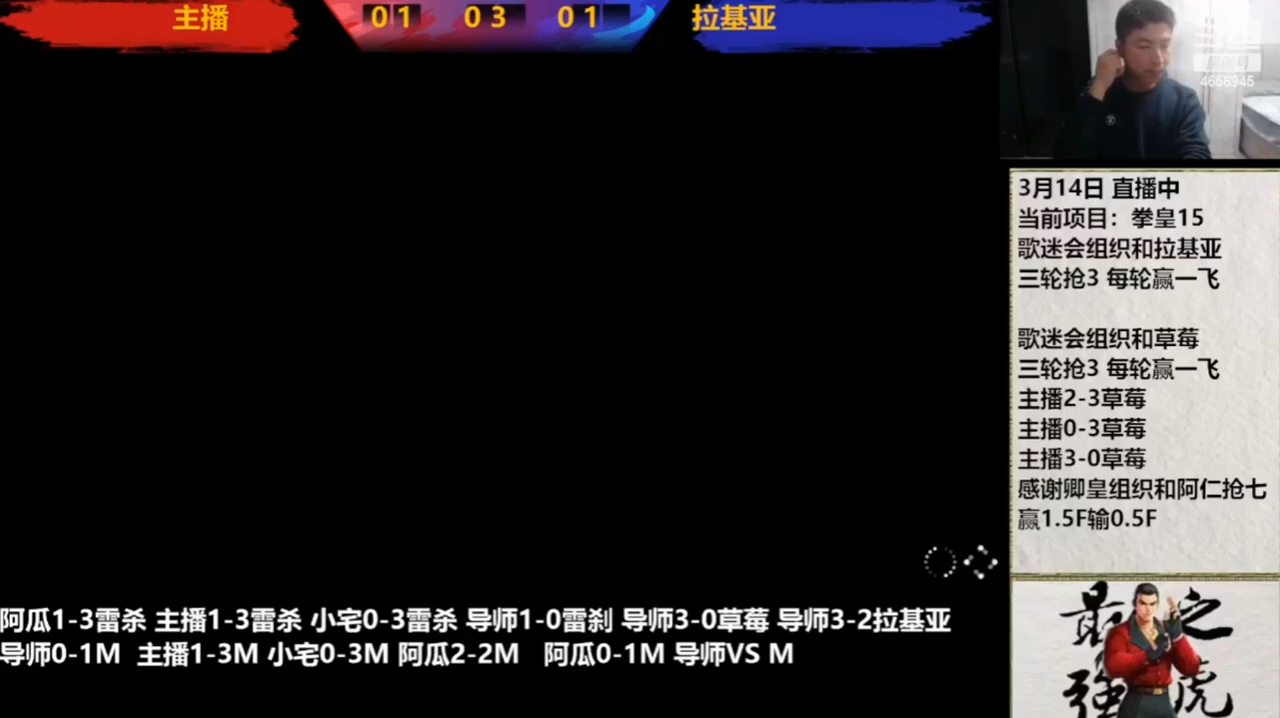 主播 01 03 01 拉基亚
4656945
3月14日 直播中
当前项目：拳皇15
歌迷会组织和拉基亚
三轮抢3 每轮赢一飞
歌迷会组织和草莓
三轮抢3 每轮赢一飞
主播2-3草莓
主播0-3草莓
主播3-0草莓
感谢卿皇组织和阿仁抢七
赢1.5F输0.5F
阿瓜1-3雷杀 主播1-3雷杀 小宅0-3雷杀 导师1-0雷刹 导师3-0草莓 导师3-2拉基亚
导师0-1M 主播1-3M 小宅0-3M 阿瓜2-2M 阿瓜0-1M 导师VS M
最之
强虎